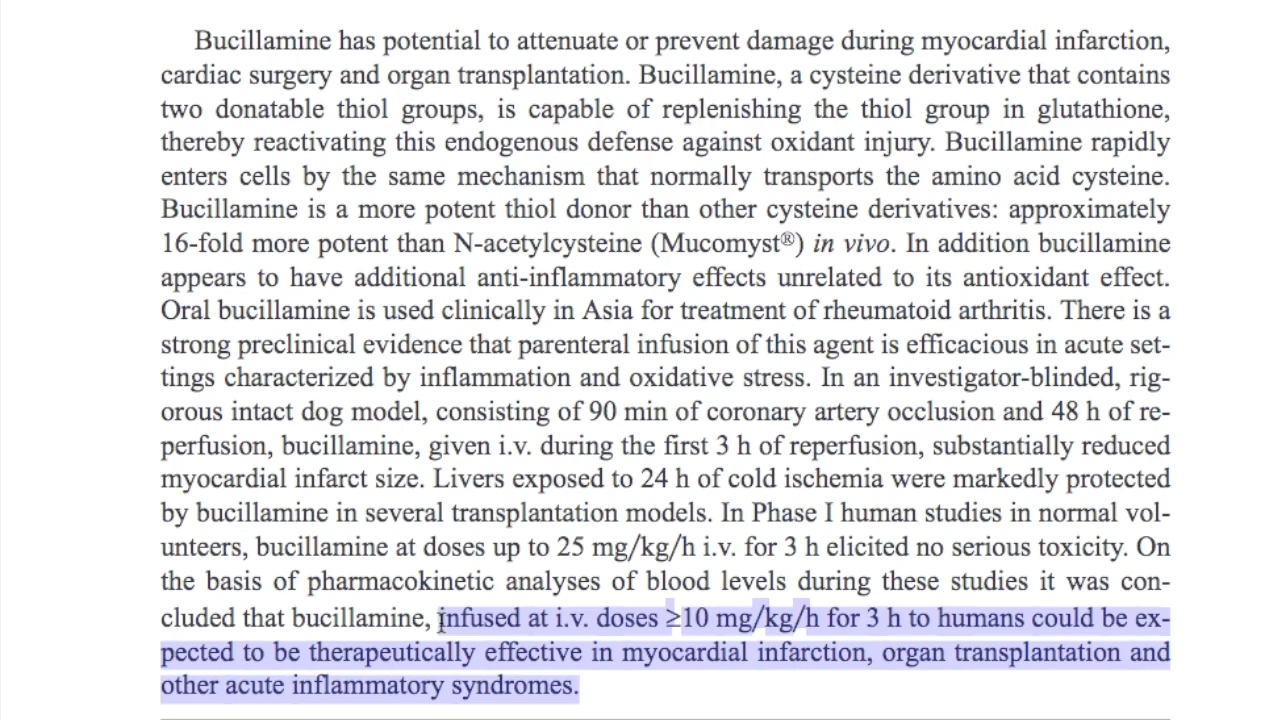 Bucillamine has potential to attenuate or prevent damage during myocardial infarction,
cardiac surgery and organ transplantation. Bucillamine, a cysteine derivative that contains
two donatable thiol groups, is capable of replenishing the thiol group in glutathione,
thereby reactivating this endogenous defense against oxidant injury. Bucillamine rapidly
enters cells by the same mechanism that normally transports the amino acid cysteine.
Bucillamine is a more potent thiol donor than other cysteine derivatives: approximately
16-fold more potent than N-acetylcysteine (Mucomyst®) in vivo. In addition bucillamine
appears to have additional anti-inflammatory effects unrelated to its antioxidant effect.
Oral bucillamine is used clinically in Asia for treatment of rheumatoid arthritis. There is a
strong preclinical evidence that parenteral infusion of this agent is efficacious in acute set-
tings characterized by inflammation and oxidative stress. In an investigator-blinded, rig-
orous intact dog model, consisting of 90 min of coronary artery occlusion and 48 h of re-
perfusion, bucillamine, given i.v. during the first 3 h of reperfusion, substantially reduced
myocardial infarct size. Livers exposed to 24 h of cold ischemia were markedly protected
by bucillamine in several transplantation models. In Phase I human studies in normal vol-
unteers, bucillamine at doses up to 25 mg/kg/h i.v. for 3 h elicited no serious toxicity. On
the basis of pharmacokinetic analyses of blood levels during these studies it was con-
cluded that bucillamine, infused at i.v. doses ≥10 mg/kg/h for 3 h to humans could be ex-
pected to be therapeutically effective in myocardial infarction, organ transplantation and
other acute inflammatory syndromes.